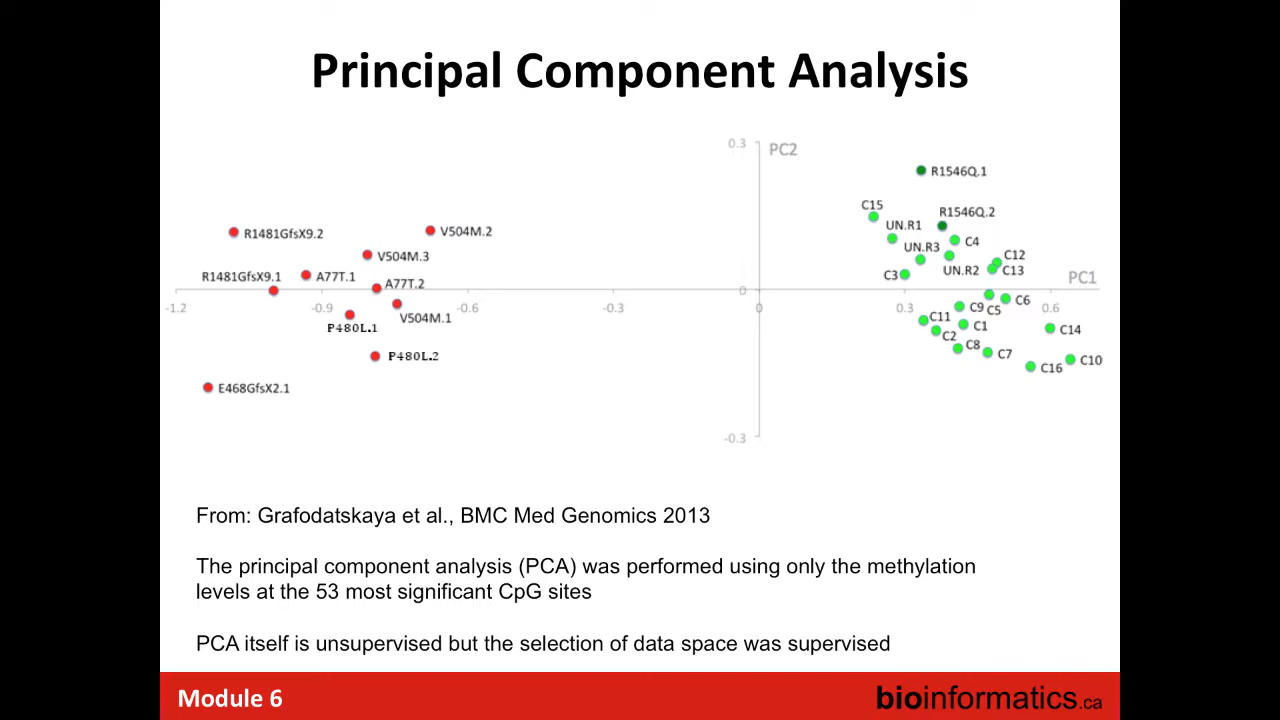 Principal Component Analysis
0.3
PC2
R1546Q.1
C15
R1546Q.2
R1481GfsX9.2
V504M.2
UN.R1
C4
V504M.3
UN.R3
C12
R1481GfsX9.1
A77T.1
A77T.2
C3
UN.R2
C13
PC1
0
-1.2
-0.9
-0.6
-0.3
0
0.3
0.6
V504M.1
C9
C5
C6
P480L.1
C11
C1
C14
C2
P480L.2
C8
C7
C10
C16
E468GfsX2.1
-0.3
From: Grafodatskaya et al., BMC Med Genomics 2013
The principal component analysis (PCA) was performed using only the methylation
levels at the 53 most significant CpG sites
PCA itself is unsupervised but the selection of data space was supervised
Module 6
bioinformatics.ca